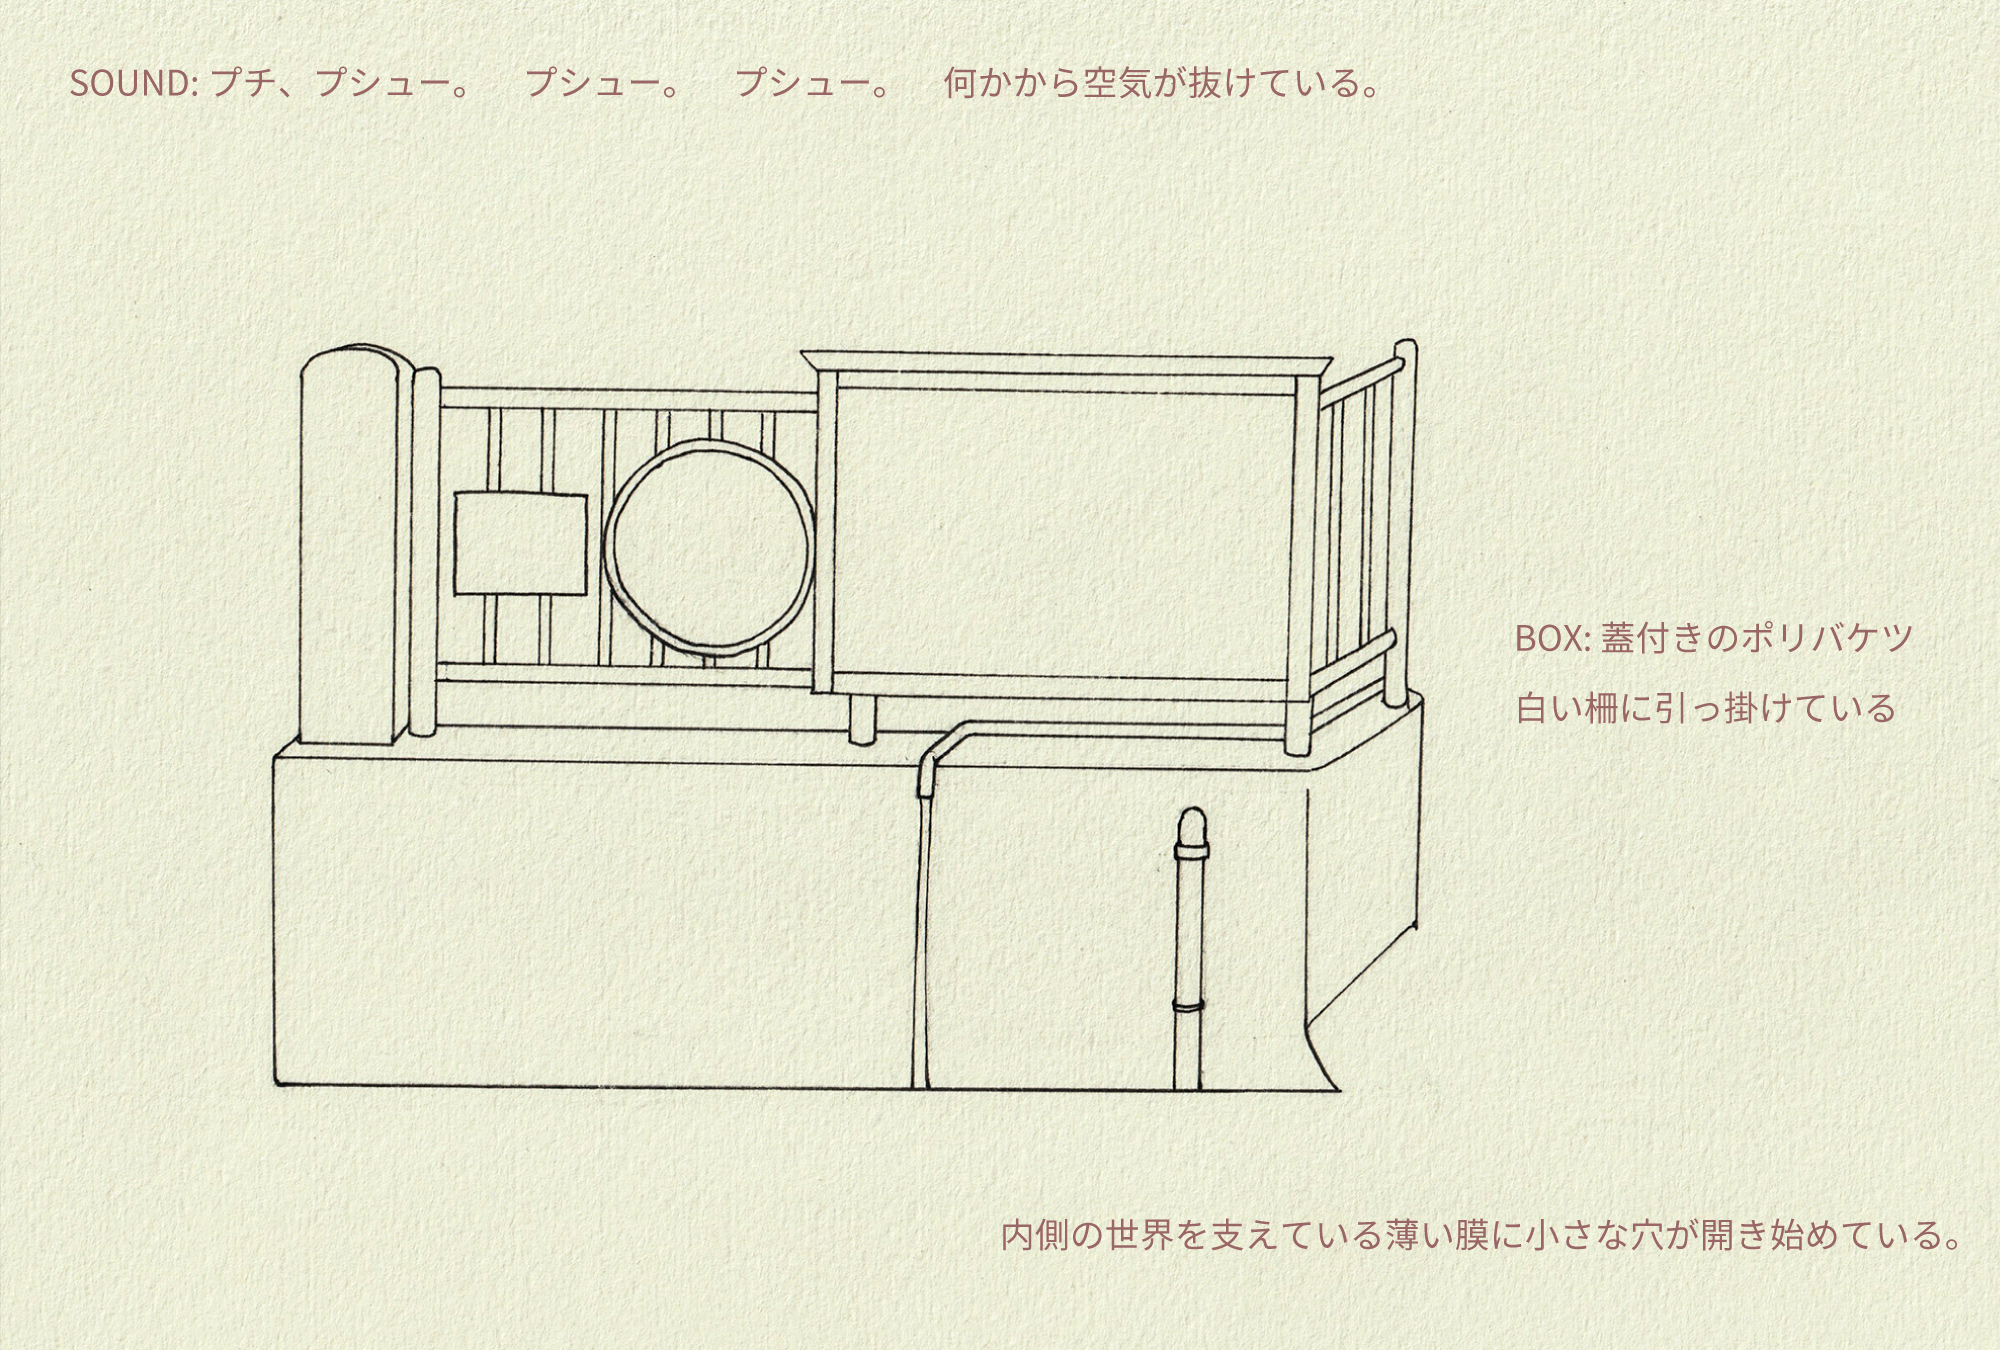 SOUND: プチ、プシュー。　プシュー。　プシュー。　何かから空気が抜けている。
BOX: 蓋付きのポリバケツ
白い柵に引っ掛けている
内側の世界を支えている薄い膜に小さな穴が開き始めている。